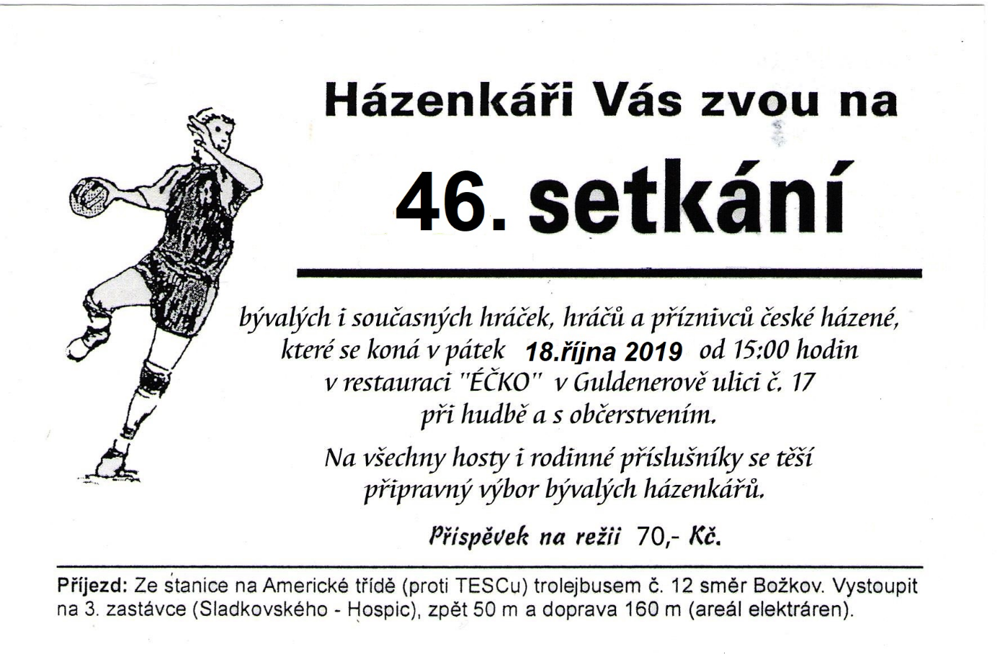 Házenkáři Vás zvou na
46. setkání
bývalých i současných hráček, hráčů a příznivců české házené,
které se koná v pátek 18.října 2019 od 15:00 hodin
v restauraci "ÉČKO" v Guldenerově ulici č. 17
při hudbě a s občerstvením.
Na všechny hosty i rodinné příslušníky se těší
připravný výbor bývalých házenkářů.
Příspěvek na režii 70,- Kč.
Příjezd: Ze stanice na Americké třídě (proti TESCu) trolejbusem č. 12 směr Božkov. Vystoupit
na 3. zastávce (Sladkovského - Hospic), zpět 50 m a doprava 160 m (areál elektráren).